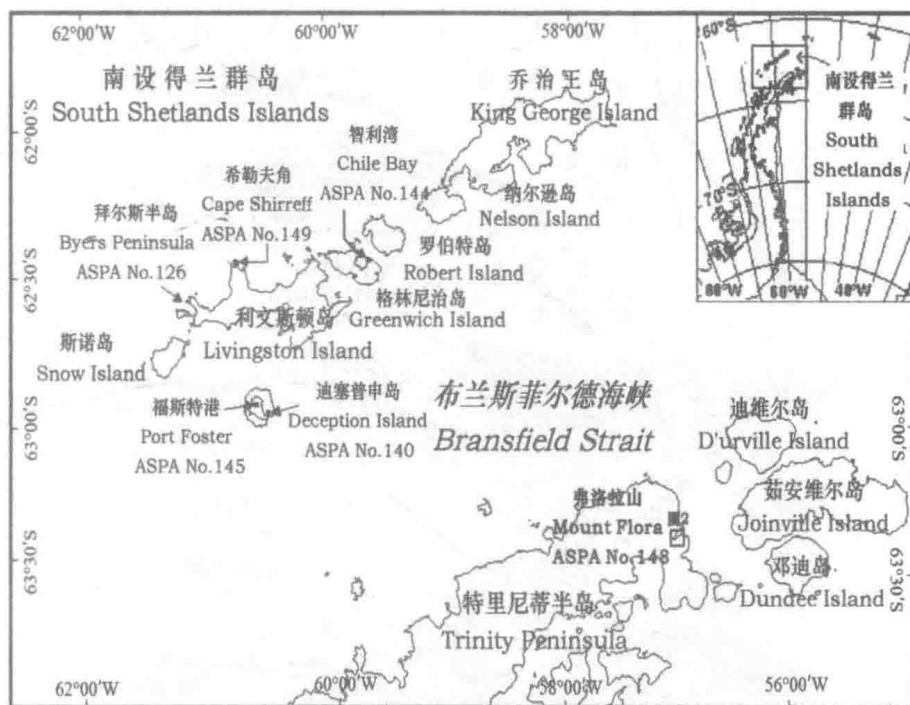 62°00′W
60°00′W
58°00′W
南设得兰群岛
South Shetlands Islands
乔治王岛
King George Island
智利湾
Chile Bay
ASPA No.144
希勒夫角
Cape Shirreff
ASPA No.149
拜尔斯半岛
Byers Peninsula
ASPA No.126
纳尔逊岛
Nelson Island
罗伯特岛
Robert Island
格林尼治岛
Greenwich Island
利文斯顿岛
Livingston Island
斯诺岛
Snow Island
福斯特港
Port Foster
ASPA No.145
迪塞普申岛
Deception Island
ASPA No.140
布兰斯菲尔德海峡
Bransfield Strait
迪维尔岛
D'urville Island
茹安维尔岛
Joinville Island
邓迪岛
Dundee Island
弗洛拉山
Mount Flora
ASPA No.148
图2
特里尼蒂半岛
Trinity Peninsula
62°00′S
62°30′S
63°00′S
63°30′S
63°00′S
63°30′S
62°00′W
60°00′W
58°00′W
56°00′W
60°S
70°S
80°W
60°W
40°W
南设得兰
群岛
South
Shetlands
Islands